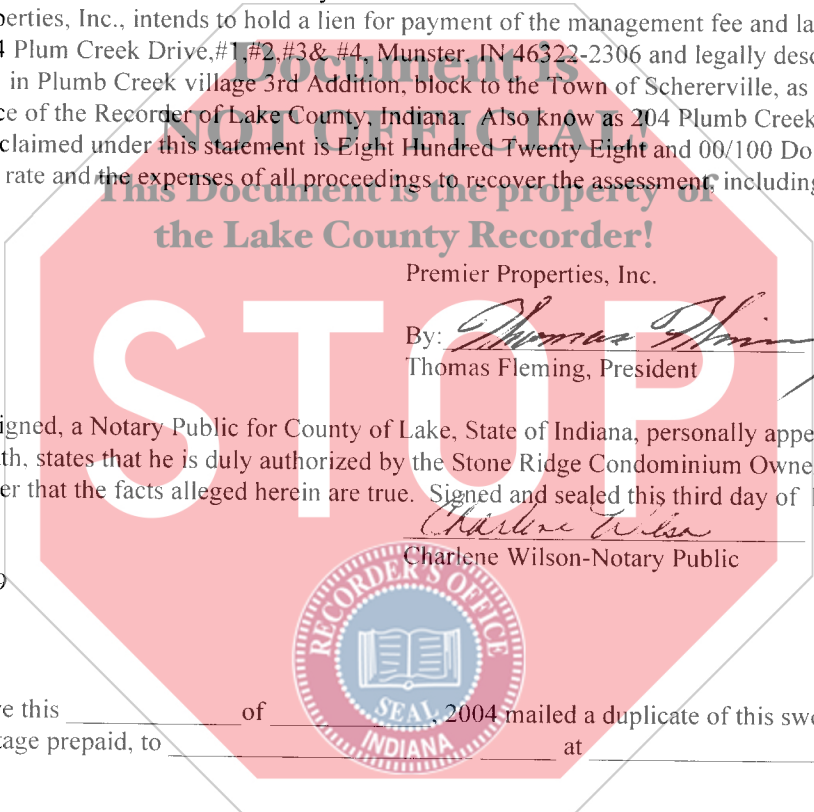 perties, Inc., intends to hold a lien for payment of the management fee and la
4 Plum Creek Drive,#1,#2,#3& #4, Munster, IN 46322-2306 and legally desc
in Plumb Creek village 3rd Addition, block to the Town of Schererville, as
ce of the Recorder of Lake County, Indiana. Also know as 204 Plumb Creek
claimed under this statement is Eight Hundred Twenty Eight and 00/100 Do
rate and the expenses of all proceedings to recover the assessment, including
Document is
NOT OFFICIAL!
This Document is the property of
the Lake County Recorder!
Premier Properties, Inc.
By: Thomas Fleming
Thomas Fleming, President
STOP
igned, a Notary Public for County of Lake, State of Indiana, personally appe
th, states that he is duly authorized by the Stone Ridge Condominium Owne
er that the facts alleged herein are true. Signed and sealed this third day of
Charlene Wilson
Charlene Wilson-Notary Public
9
RECORDER'S OFFICE
SEAL
INDIANA
e this ____ of ____, 2004 mailed a duplicate of this swo
tage prepaid, to ____ at ____